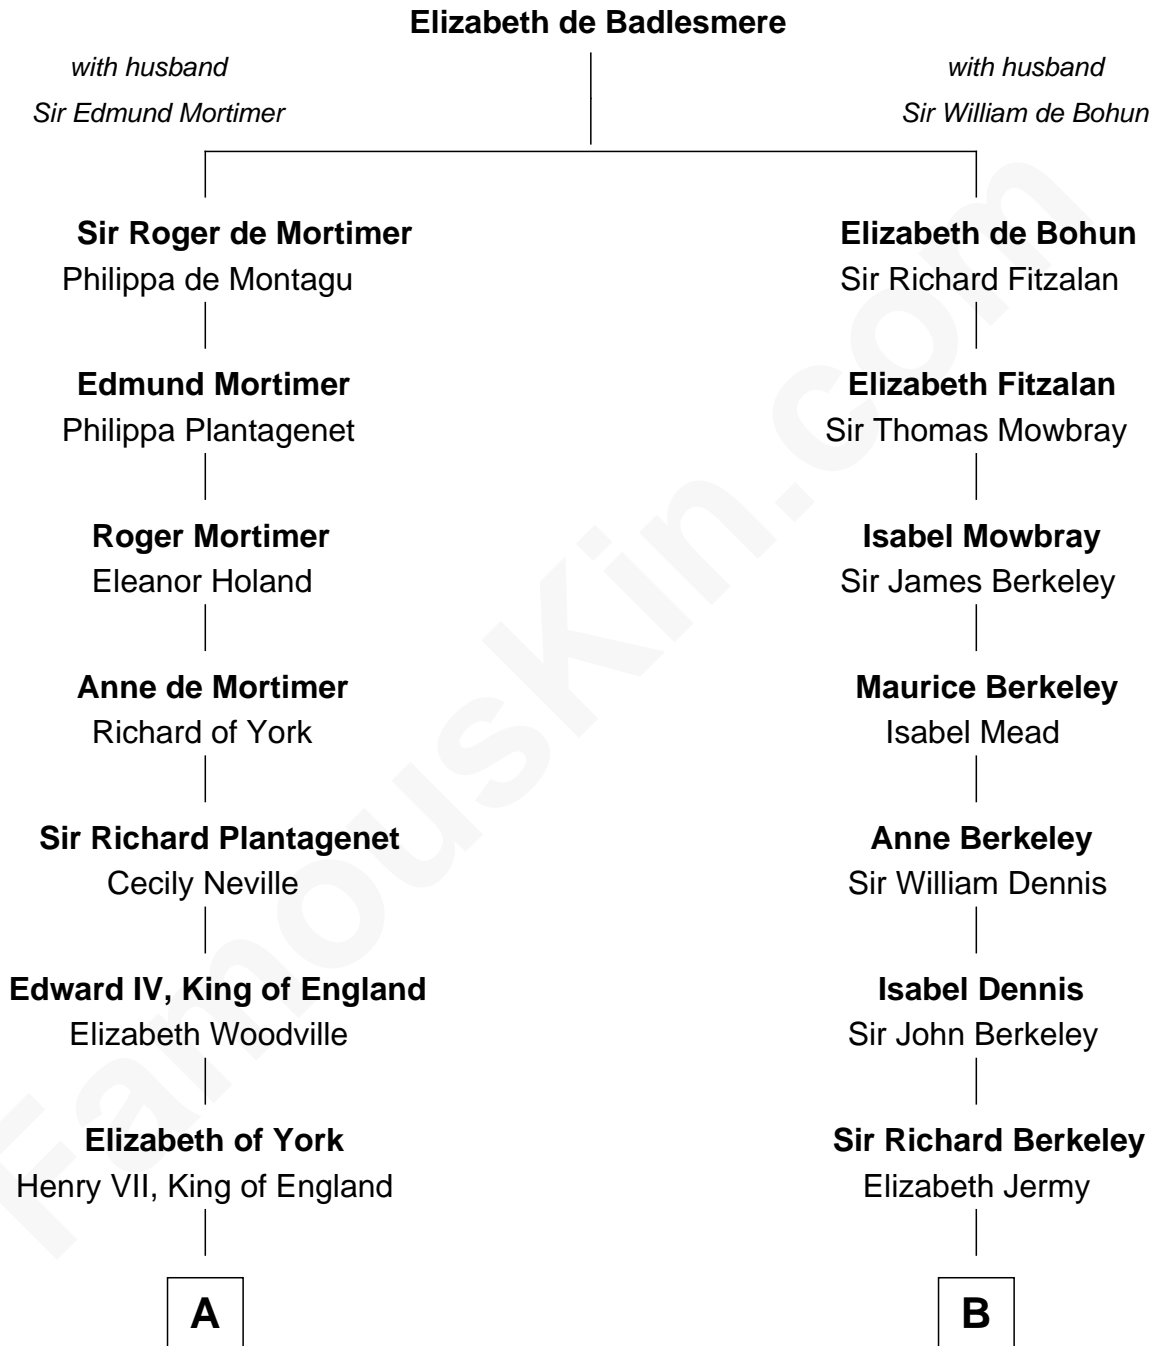 Elizabeth de Badlesmere
with husband
Sir Edmund Mortimer
with husband
Sir William de Bohun
Sir Roger de Mortimer
Philippa de Montagu
Edmund Mortimer
Philippa Plantagenet
Roger Mortimer
Eleanor Holand
Anne de Mortimer
Richard of York
Sir Richard Plantagenet
Cecily Neville
Edward IV, King of England
Elizabeth Woodville
Elizabeth of York
Henry VII, King of England
A
Elizabeth de Bohun
Sir Richard Fitzalan
Elizabeth Fitzalan
Sir Thomas Mowbray
Isabel Mowbray
Sir James Berkeley
Maurice Berkeley
Isabel Mead
Anne Berkeley
Sir William Dennis
Isabel Dennis
Sir John Berkeley
Sir Richard Berkeley
Elizabeth Jermy
B
FamousKin.com